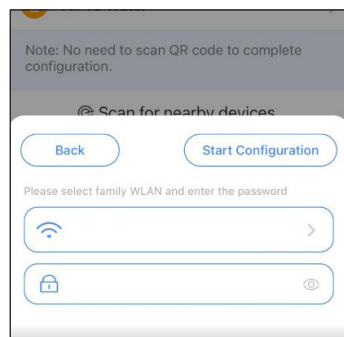 Note: No need to scan QR code to complete
configuration.
Scan for nearby devices
Back
Start Configuration
Please select family WLAN and enter the password